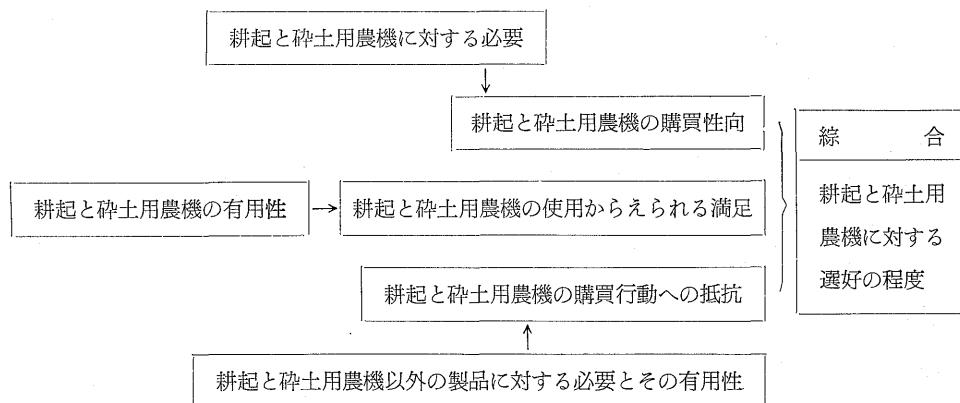 耕起と砕土用農機に対する必要
耕起と砕土用農機の購買性向
綜合
耕起と砕土用農機の有用性
耕起と砕土用農機の使用からえられる満足
耕起と砕土用
農機に対する
選好の程度
耕起と砕土用農機の購買行動への抵抗
耕起と砕土用農機以外の製品に対する必要とその有用性